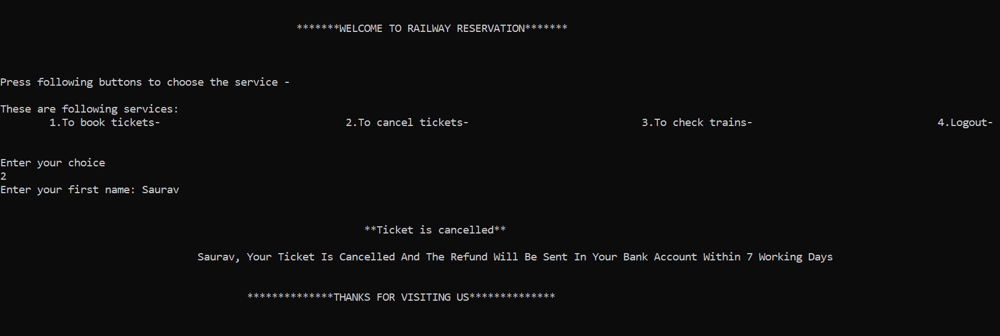 *******WELCOME TO RAILWAY RESERVATION*******
Press following buttons to choose the service -
These are following services:
1.To book tickets- 2.To cancel tickets- 3.To check trains- 4.Logout-
Enter your choice
2
Enter your first name: Saurav
**Ticket is cancelled**
Saurav, Your Ticket Is Cancelled And The Refund Will Be Sent In Your Bank Account Within 7 Working Days
**************THANKS FOR VISITING US**************